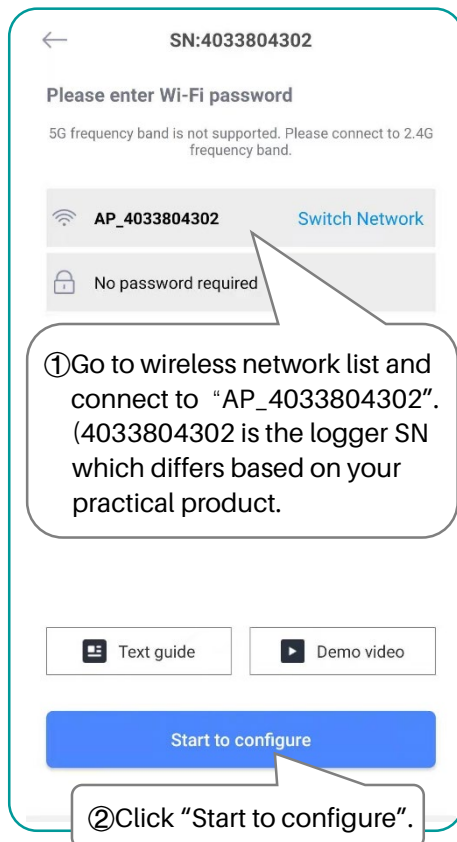 SN:4033804302
Please enter Wi-Fi password
5G frequency band is not supported. Please connect to 2.4G
frequency band.
AP_4033804302 Switch Network
No password required
①Go to wireless network list and
connect to “AP_4033804302”.
(4033804302 is the logger SN
which differs based on your
practical product.
Text guide Demo video
Start to configure
②Click “Start to configure”.